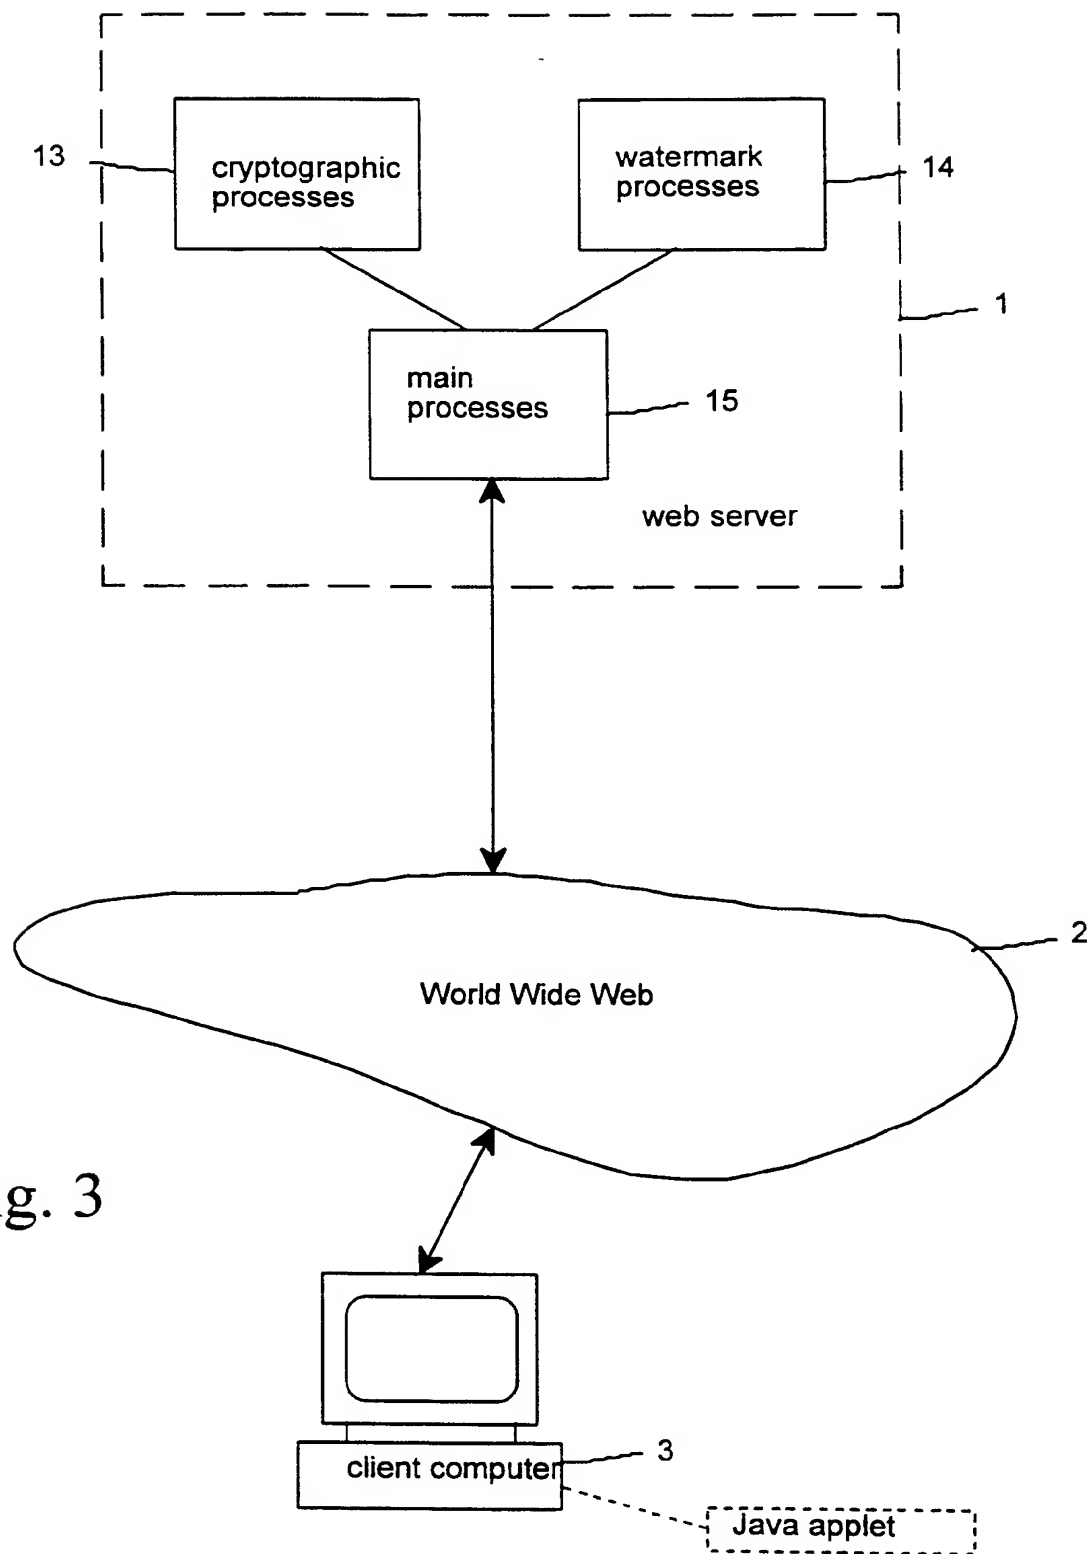 13
cryptographic
processes
watermark
processes
14
1
main
processes
15
web server
2
World Wide Web
g. 3
3
client computer
Java applet